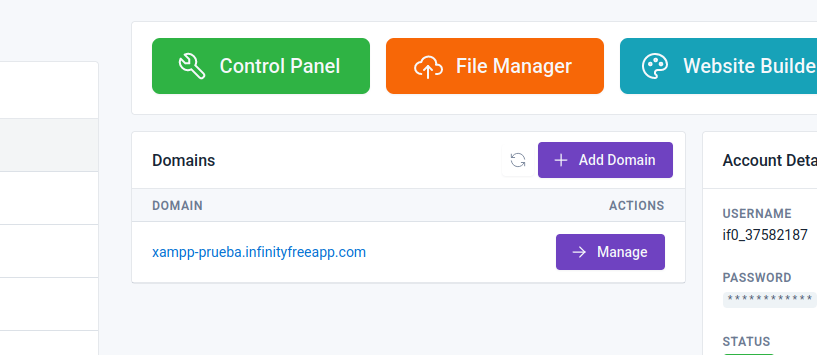 Control Panel
File Manager
Website Builde
Domains
Add Domain
DOMAIN
ACTIONS
xampp-prueba.infinityfreeapp.com
Manage
Account Deta
USERNAME
if0_37582187
PASSWORD
************
STATUS